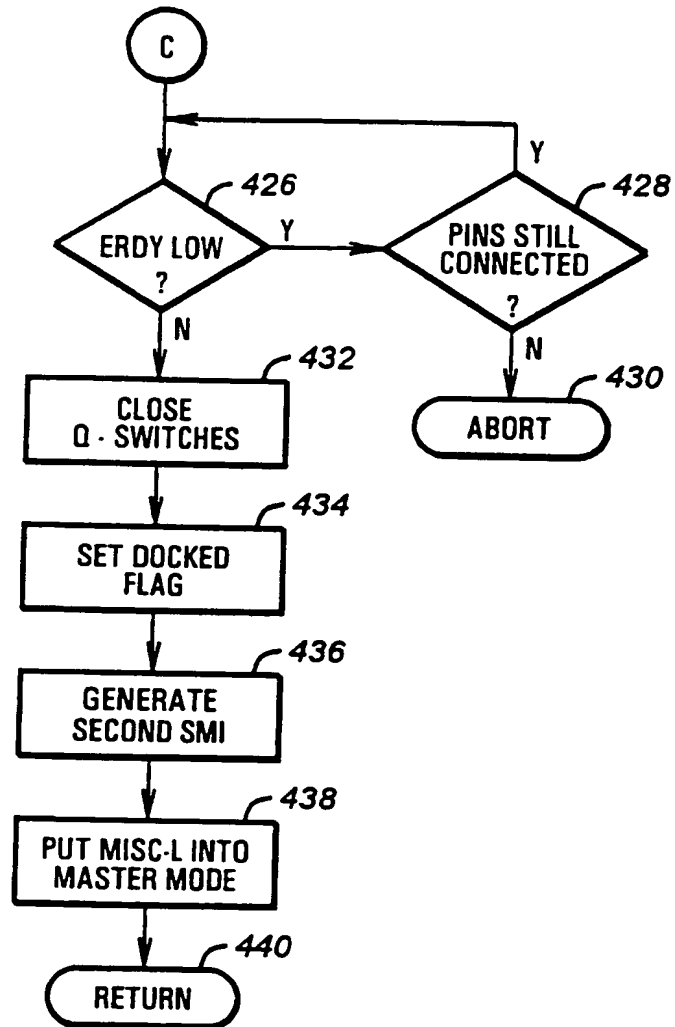 C
Y
426
428
ERDY LOW
?
Y
PINS STILL
CONNECTED
?
N
N
432
430
CLOSE
Q - SWITCHES
ABORT
434
SET DOCKED
FLAG
436
GENERATE
SECOND SMI
438
PUT MISC-L INTO
MASTER MODE
440
RETURN